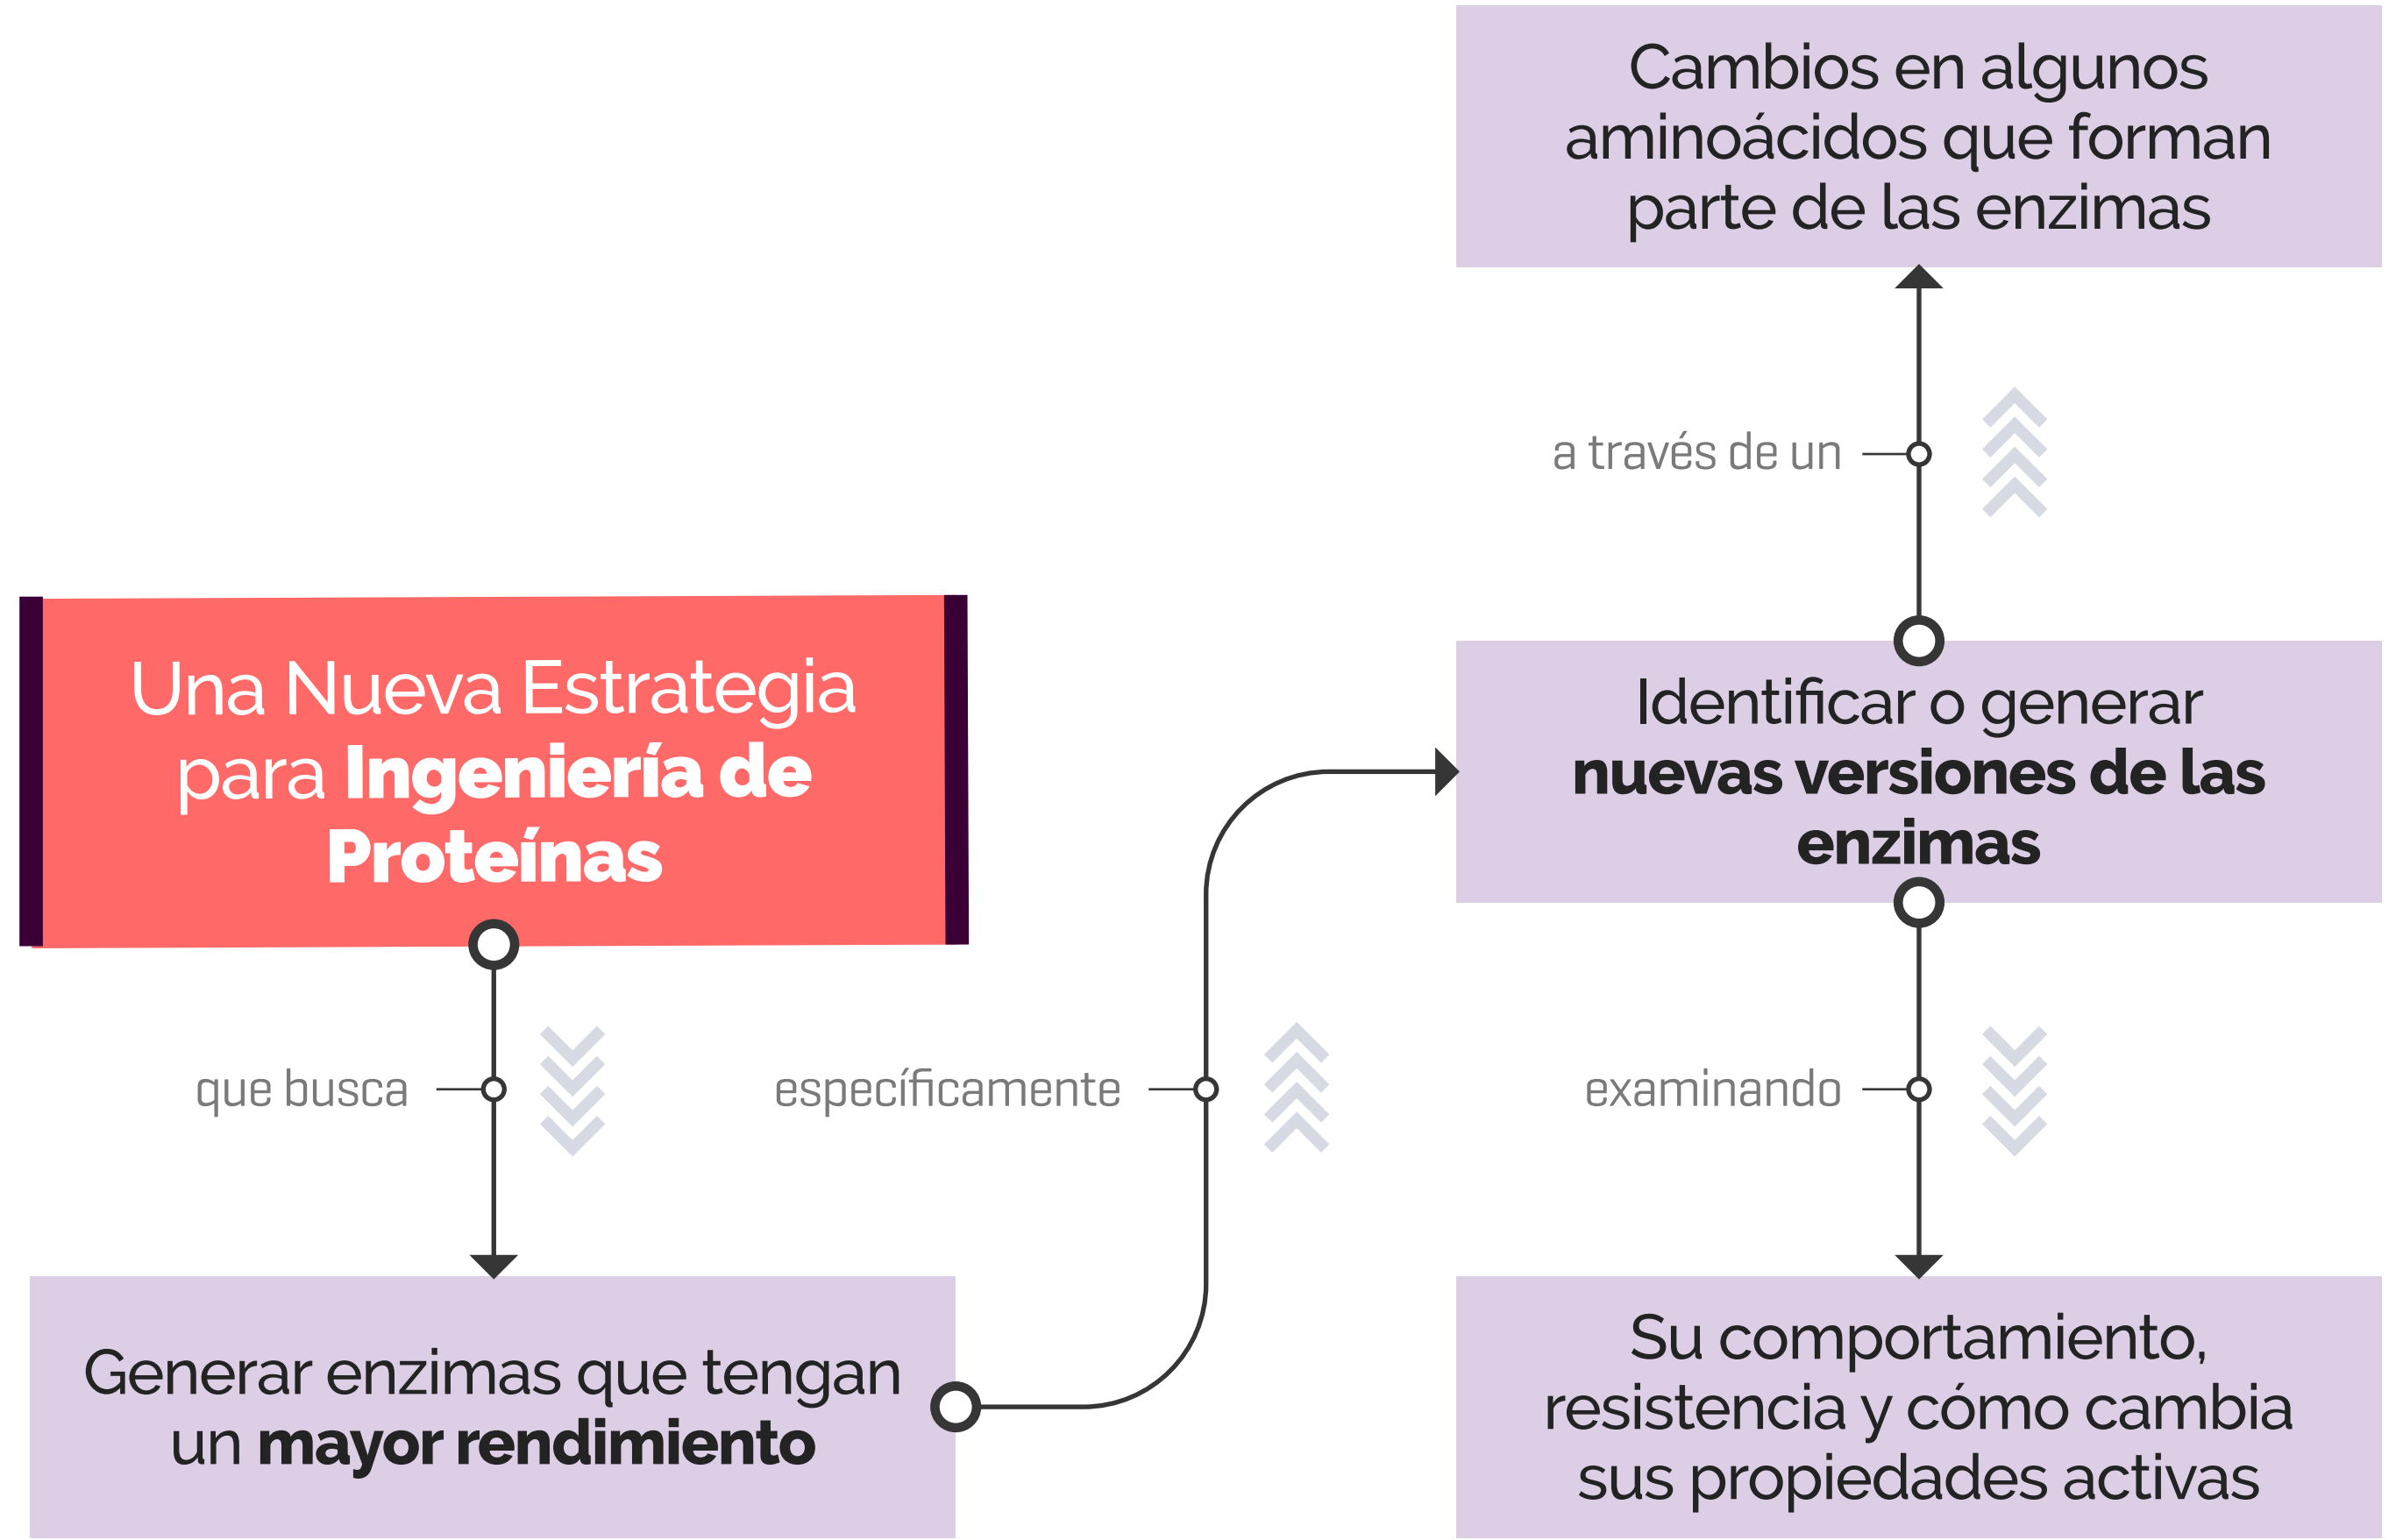 Una Nueva Estrategia
para Ingeniería de
Proteínas
que busca
Generar enzimas que tengan
un mayor rendimiento
específicamente
Identificar o generar
nuevas versiones de las
enzimas
a través de un
Cambios en algunos
aminoácidos que forman
parte de las enzimas
examinando
Su comportamiento,
resistencia y cómo cambia
sus propiedades activas